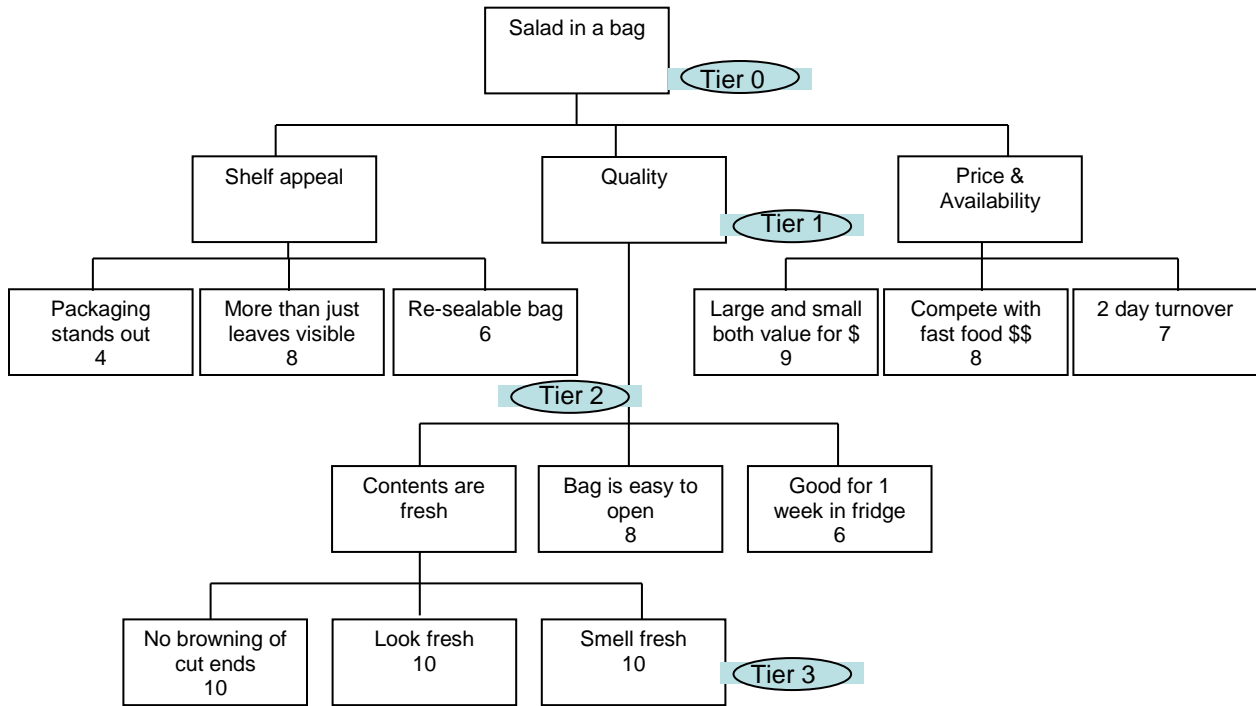 Salad in a bag
Tier 0
Shelf appeal
Quality
Price &
Availability
Tier 1
Packaging
stands out
4
More than just
leaves visible
8
Re-sealable bag
6
Large and small
both value for $
9
Compete with
fast food $$
8
2 day turnover
7
Tier 2
Contents are
fresh
Bag is easy to
open
8
Good for 1
week in fridge
6
No browning of
cut ends
10
Look fresh
10
Smell fresh
10
Tier 3